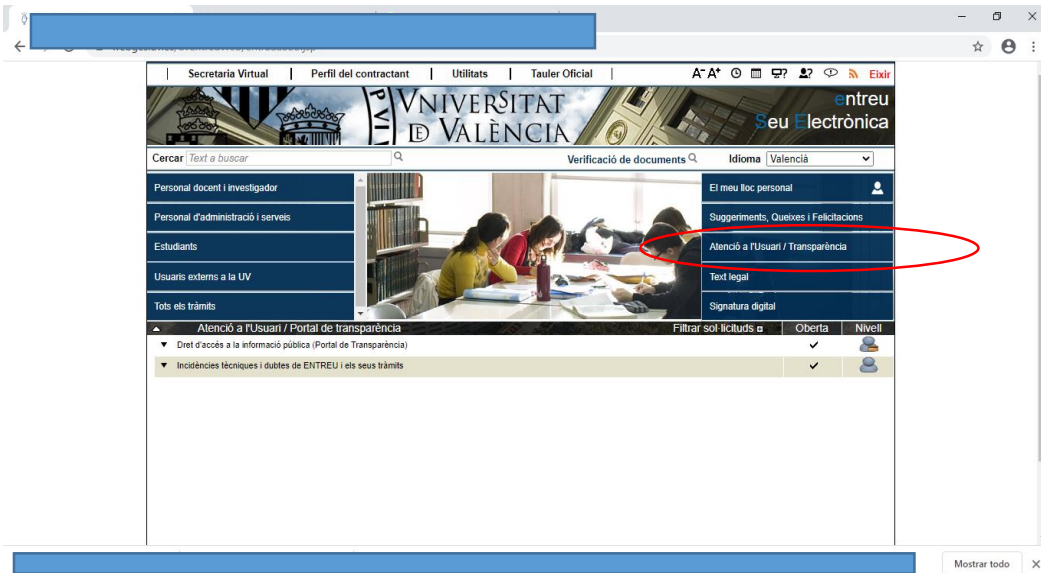 Secretaria Virtual | Perfil del contractant | Utilitats | Tauler Oficial | A- A+ Eixir
VNIVERSITAT
D VALÈNCIA
entreu
Seu Electrònica
Cercar Text a buscar Verificació de documents Idioma Valencià
Personal docent i investigador
Personal d'administració i serveis
Estudiants
Usuaris externs a la UV
Tots els tràmits
El meu lloc personal
Suggeriments, Queixes i Felicitacions
Atenció a l'Usuari / Transparència
Text legal
Signatura digital
Atenció a l'Usuari / Portal de transparència Filtrar sol·licituds Oberta Nivell
Dret d'accés a la informació pública (Portal de Transparència)
Incidències tècniques i dubtes de ENTREU i els seus tràmits
Mostrar todo